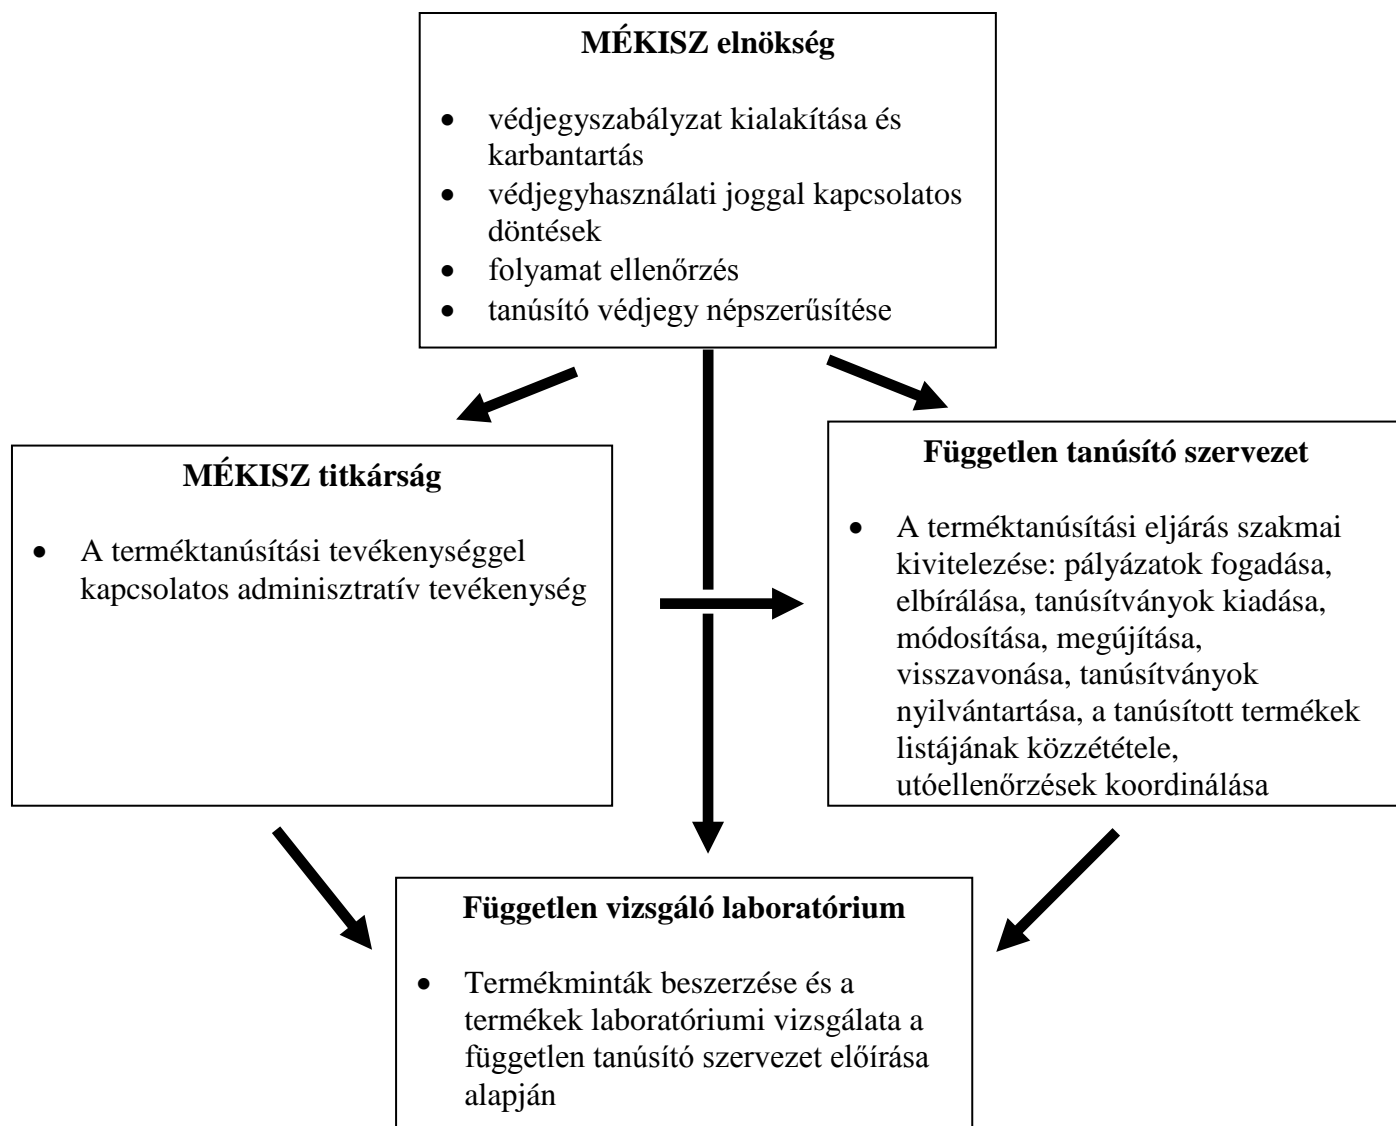 MÉKISZ elnökség
• védjegyszabályzat kialakítása és
karbantartás
• védjegyhasználati joggal kapcsolatos
döntések
• folyamat ellenőrzés
• tanúsító védjegy népszerűsítése
MÉKISZ titkárság
• A terméktanúsítási tevékenységgel
kapcsolatos adminisztratív tevékenység
Független tanúsító szervezet
• A terméktanúsítási eljárás szakmai
kivitelezése: pályázatok fogadása,
elbírálása, tanúsítványok kiadása,
módosítása, megújítása,
visszavonása, tanúsítványok
nyilvántartása, a tanúsított termékek
listájának közzététele,
utóellenőrzések koordinálása
Független vizsgáló laboratórium
• Termékminták beszerzése és a
termékek laboratóriumi vizsgálata a
független tanúsító szervezet előírása
alapján